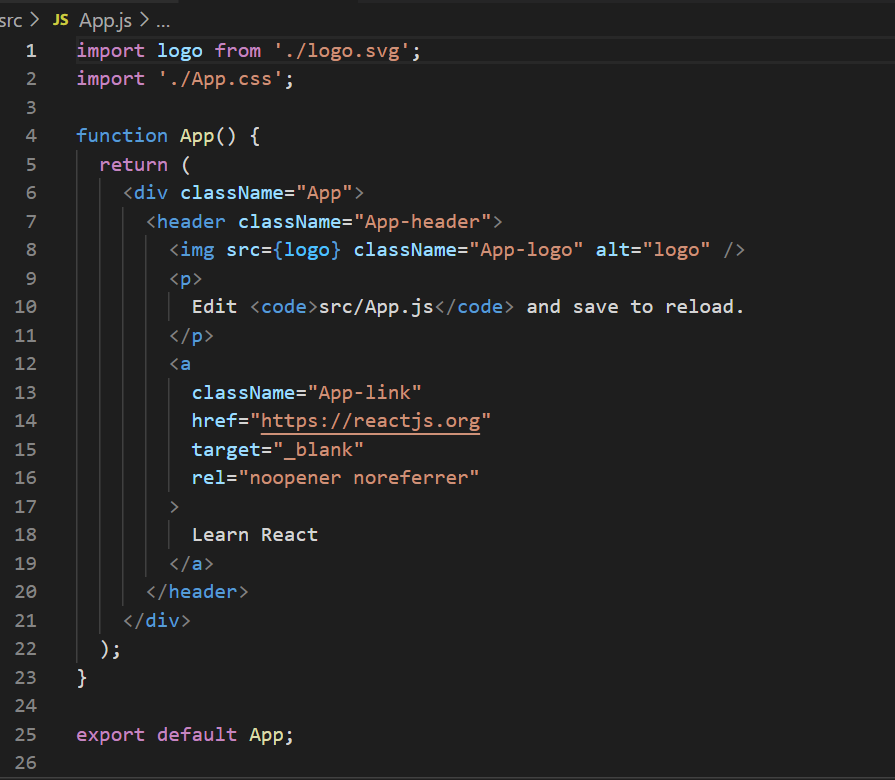 src > JS App.js > ...
1 import logo from './logo.svg';
2 import './App.css';
3
4 function App() {
5   return (
6     <div className="App">
7       <header className="App-header">
8         <img src={logo} className="App-logo" alt="logo" />
9         <p>
10           Edit <code>src/App.js</code> and save to reload.
11         </p>
12         <a
13           className="App-link"
14           href="https://reactjs.org"
15           target="_blank"
16           rel="noopener noreferrer"
17         >
18           Learn React
19         </a>
20       </header>
21     </div>
22   );
23 }
24
25 export default App;
26